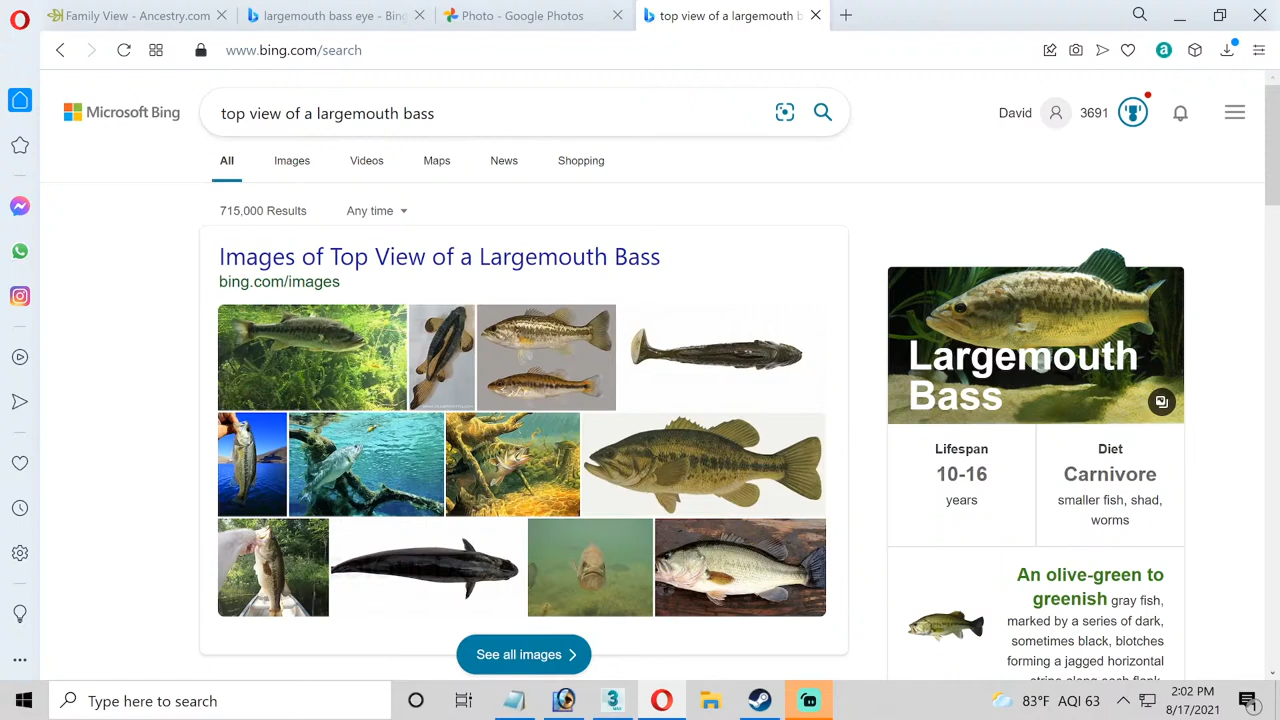 Family View - Ancestry.com
Bing
Photo - Google Photos
top view of a largemouth b
www.bing.com/search
a
Microsoft Bing
top view of a largemouth bass
David
3691
All
Images
Videos
Maps
News
Shopping
715,000 Results
Any time
Images of Top View of a Largemouth Bass
bing.com/images
See all images
Largemouth
Bass
Lifespan
10-16
years
Diet
Carnivore
smaller fish, shad,
worms
An olive-green to
greenish gray fish,
marked by a series of dark,
sometimes black, blotches
forming a jagged horizontal
Type here to search
3
83°F AQI 63
2:02 PM
8/17/2021
1